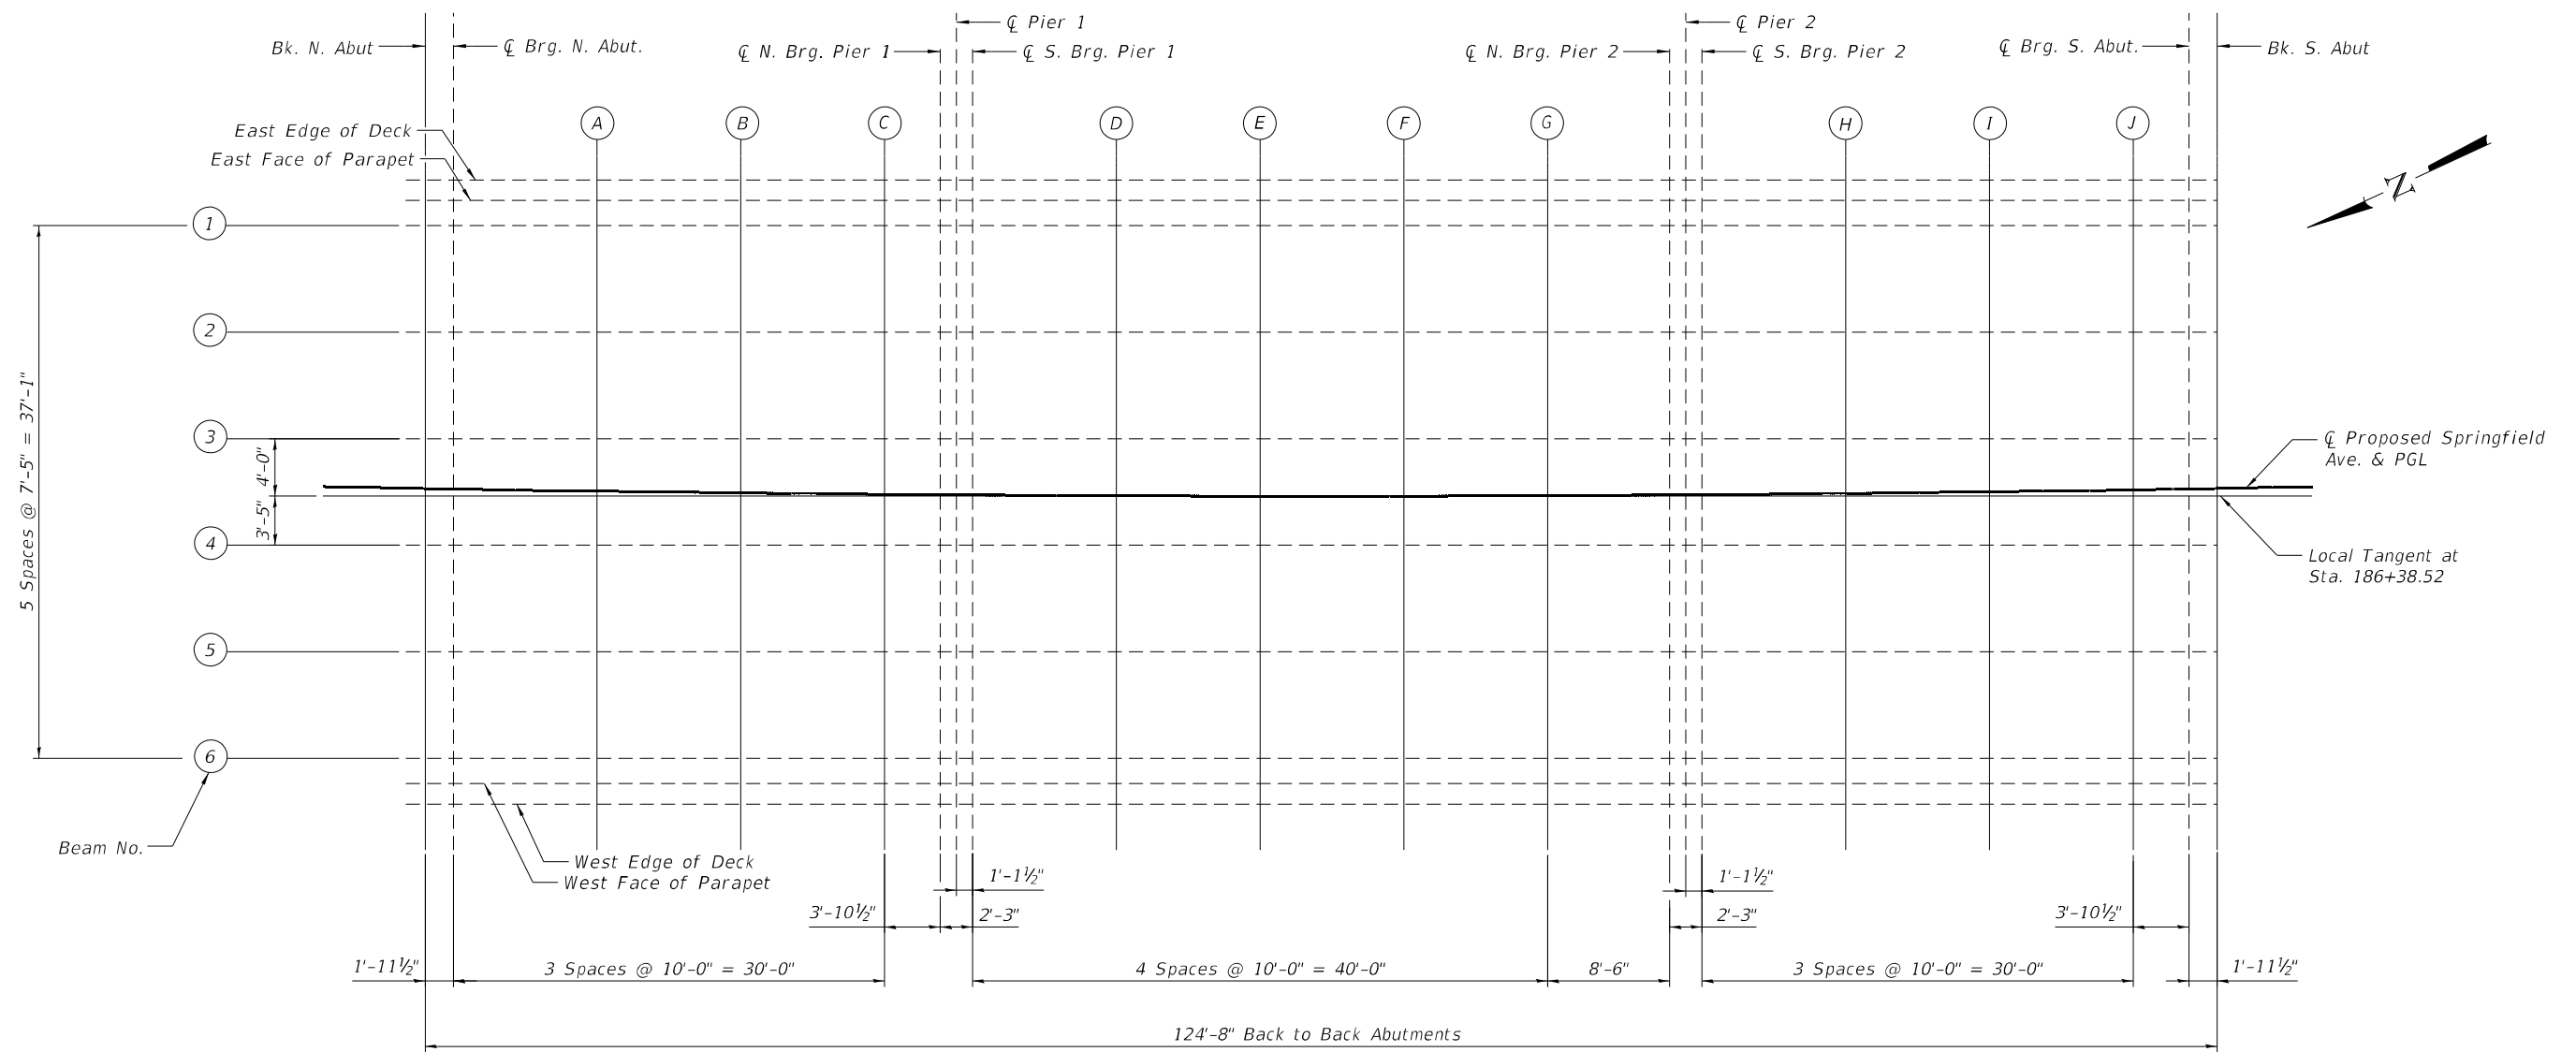 ℄ Pier 1
℄ Pier 2
Bk. N. Abut
℄ Brg. N. Abut.
℄ N. Brg. Pier 1
℄ S. Brg. Pier 1
℄ N. Brg. Pier 2
℄ S. Brg. Pier 2
℄ Brg. S. Abut.
Bk. S. Abut
A
B
C
D
E
F
G
H
I
J
East Edge of Deck
East Face of Parapet
N
1
2
3
4
5
6
5 Spaces @ 7'-5" = 37'-1"
4'-0"
3'-5"
℄ Proposed Springfield
Ave. & PGL
Local Tangent at
Sta. 186+38.52
Beam No.
West Edge of Deck
West Face of Parapet
1'-1½"
1'-1½"
3'-10½"
2'-3"
2'-3"
3'-10½"
1'-11½"
3 Spaces @ 10'-0" = 30'-0"
4 Spaces @ 10'-0" = 40'-0"
8'-6"
3 Spaces @ 10'-0" = 30'-0"
1'-11½"
124'-8" Back to Back Abutments